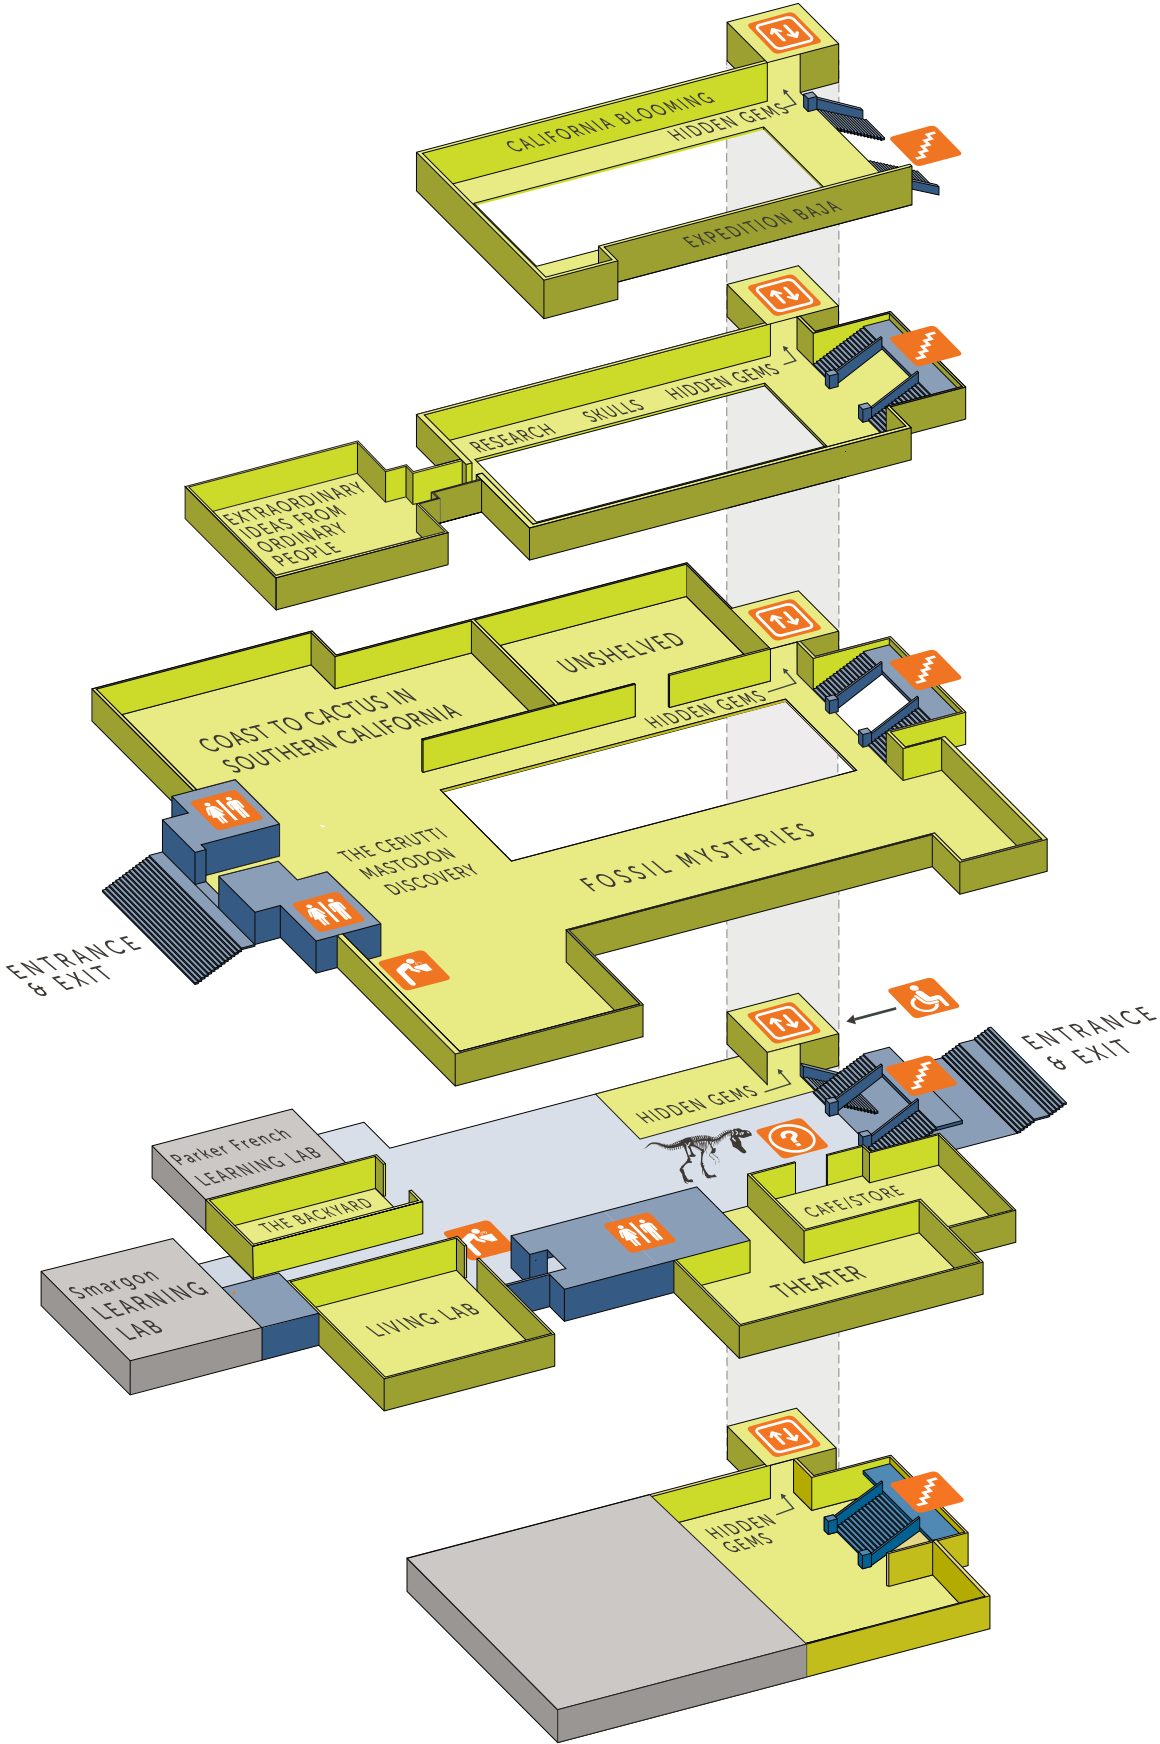 CALIFORNIA BLOOMING
HIDDEN GEMS
EXPEDITION BAJA
RESEARCH
SKULLS
HIDDEN GEMS
EXTRAORDINARY
IDEAS FROM
ORDINARY
PEOPLE
UNSHELVED
COAST TO CACTUS IN
SOUTHERN CALIFORNIA
HIDDEN GEMS
THE CERUTTI
MASTODON
DISCOVERY
FOSSIL MYSTERIES
ENTRANCE
& EXIT
ENTRANCE
& EXIT
HIDDEN GEMS
?
Parker French
LEARNING LAB
THE BACKYARD
CAFE/STORE
THEATER
Smargon
LEARNING
LAB
LIVING LAB
HIDDEN
GEMS